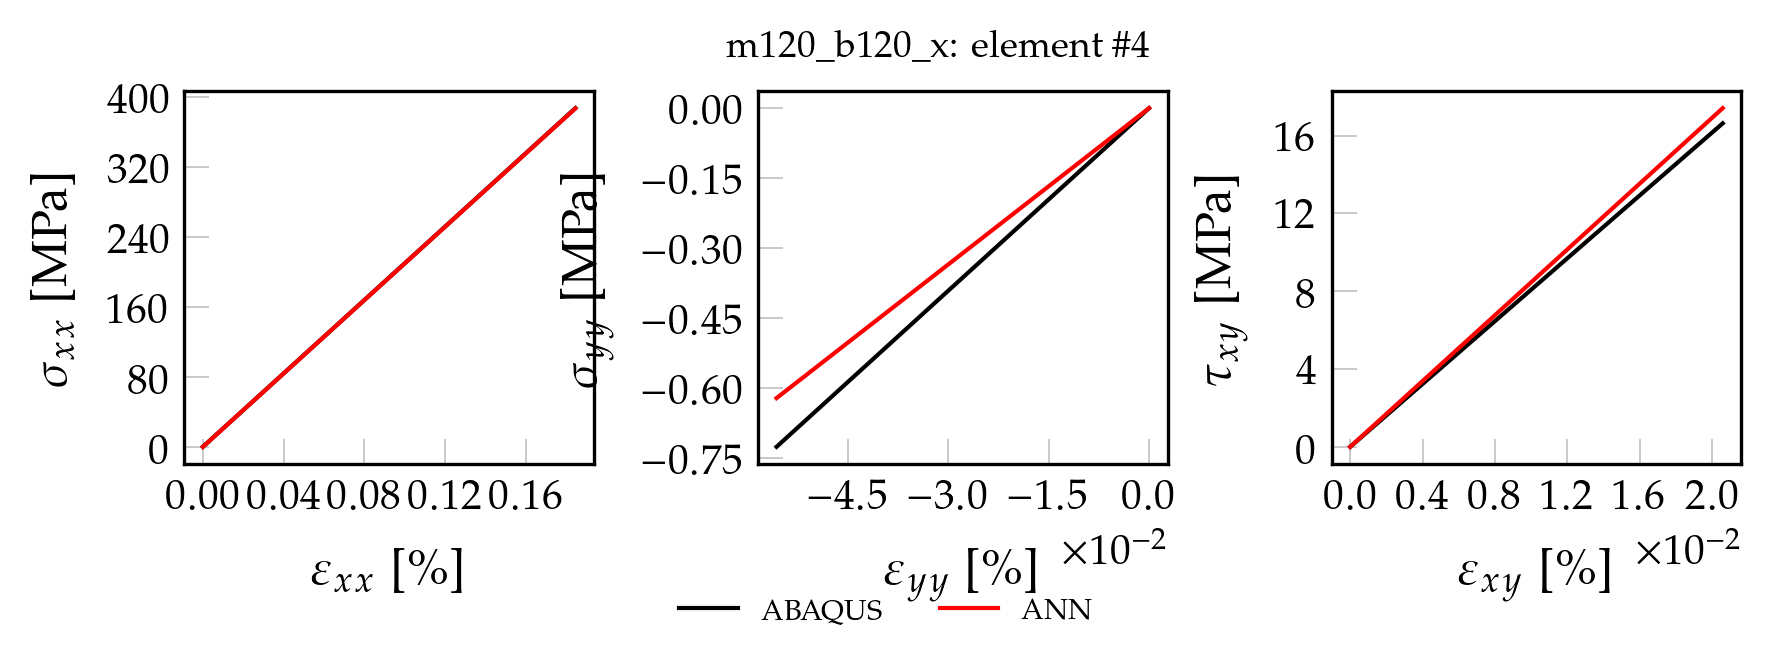 m120_b120_x: element #4
σxx [MPa]
400
320
240
160
80
0
0.00 0.04 0.08 0.12 0.16
εxx [%]
σyy [MPa]
0.00
−0.15
−0.30
−0.45
−0.60
−0.75
−4.5 −3.0 −1.5 0.0
×10−2
εyy [%]
τxy [MPa]
16
12
8
4
0
0.0 0.4 0.8 1.2 1.6 2.0
×10−2
εxy [%]
ABAQUS ANN